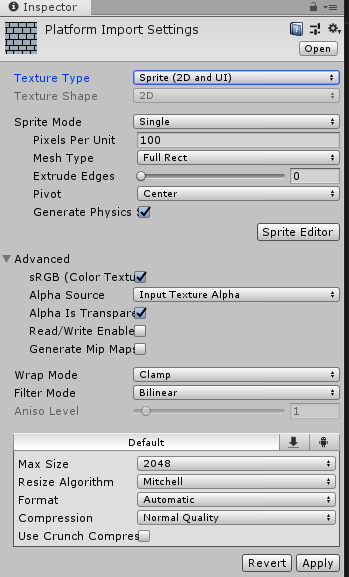 Inspector
Platform Import Settings
Open
Texture Type Sprite (2D and UI)
Texture Shape 2D
Sprite Mode Single
Pixels Per Unit 100
Mesh Type Full Rect
Extrude Edges 0
Pivot Center
Generate Physics S
Sprite Editor
Advanced
sRGB (Color Textu
Alpha Source Input Texture Alpha
Alpha Is Transpare
Read/Write Enable
Generate Mip Maps
Wrap Mode Clamp
Filter Mode Bilinear
Aniso Level 1
Default
Max Size 2048
Resize Algorithm Mitchell
Format Automatic
Compression Normal Quality
Use Crunch Compres
Revert Apply